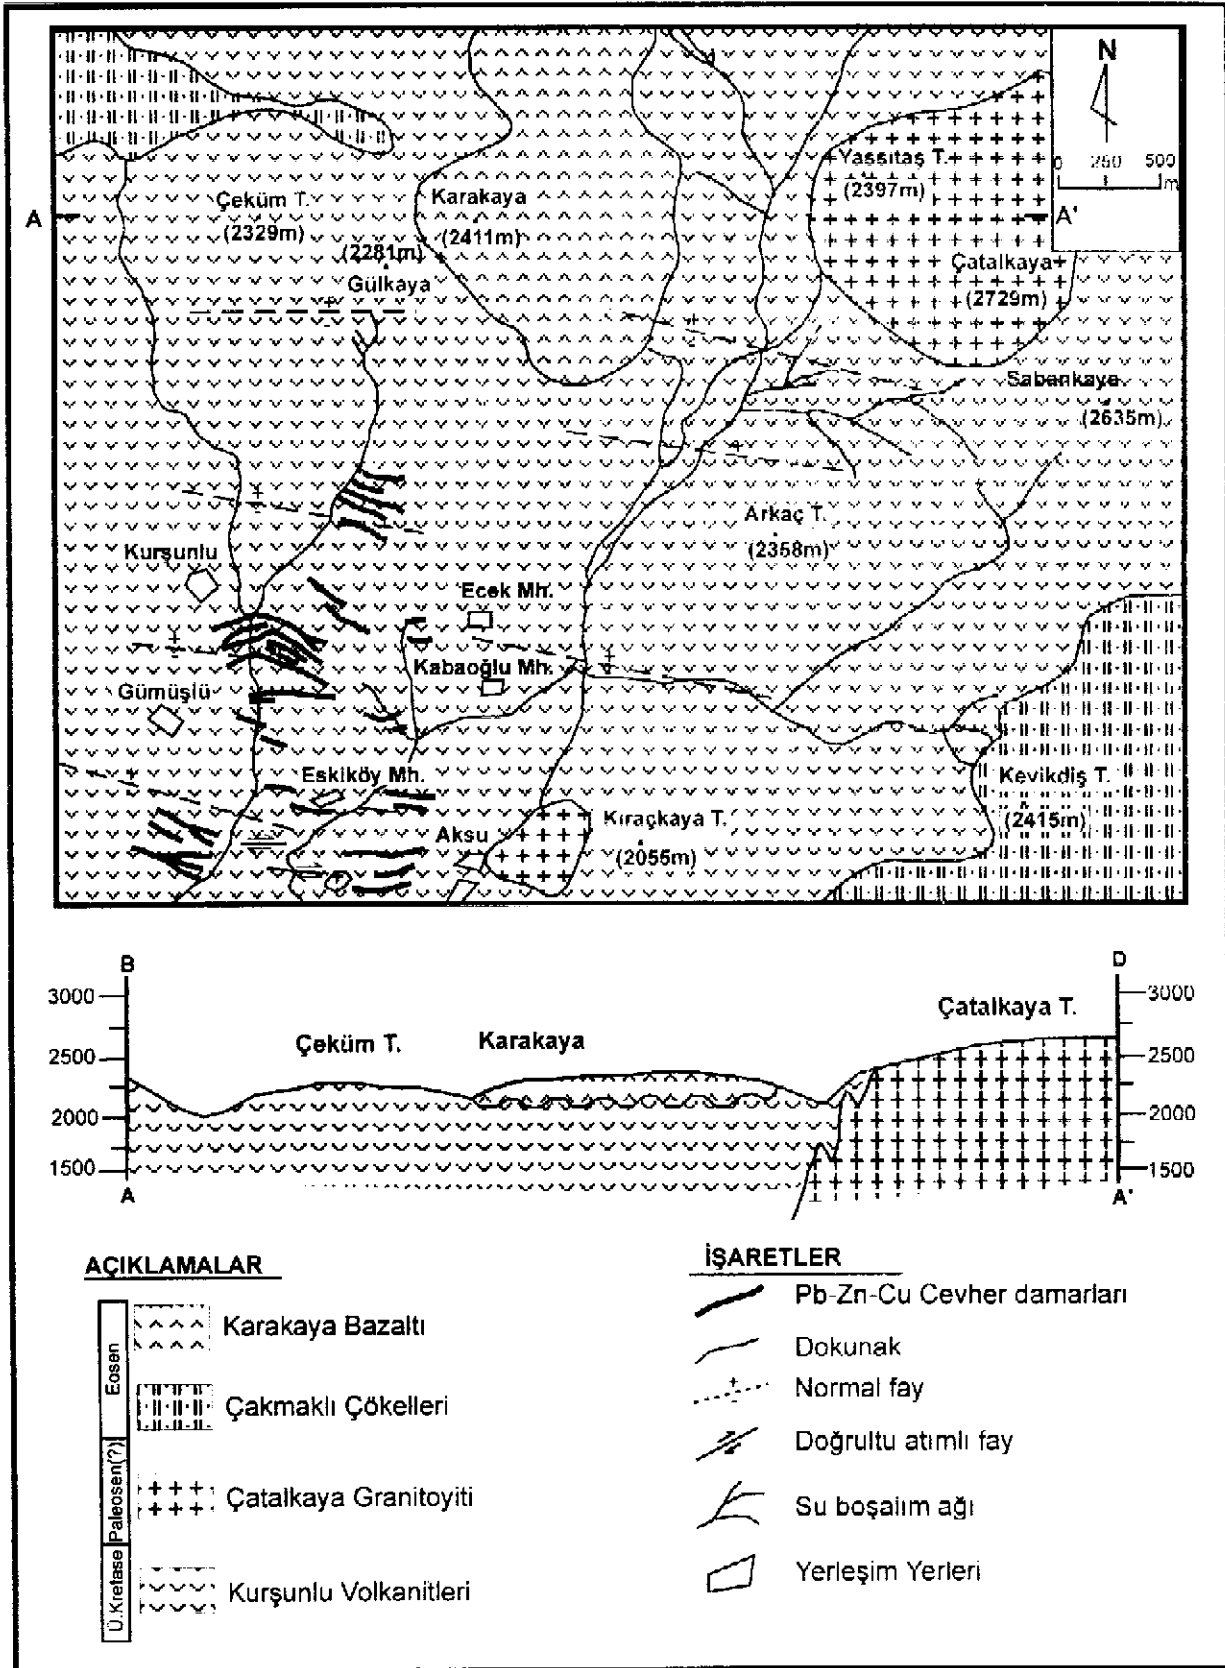 N
0 250 500
m
Yassıtaş T.
(2397m)
Çeküm T.
(2329m)
Karakaya
(2411m)
A
A'
(2281m)
Gülkaya
Çatalkaya
(2729m)
Sabankaya
(2635m)
Arkaç T.
(2358m)
Kurşunlu
Ecek Mh.
Kabaoğlu Mh.
Gümüşlü
Eskiköy Mh.
Kevikdiş T.
(2415m)
Aksu
Kıraçkaya T.
(2055m)
B
D
3000
3000
Çatalkaya T.
Çeküm T.
Karakaya
2500
2500
2000
2000
1500
1500
A
A'
AÇIKLAMALAR
Eosen
Paleosen(?)
Ü.Kretase
Karakaya Bazaltı
Çakmaklı Çökelleri
Çatalkaya Granitoyiti
Kurşunlu Volkanitleri
İŞARETLER
Pb-Zn-Cu Cevher damarları
Dokunak
Normal fay
Doğrultu atımlı fay
Su boşalım ağı
Yerleşim Yerleri